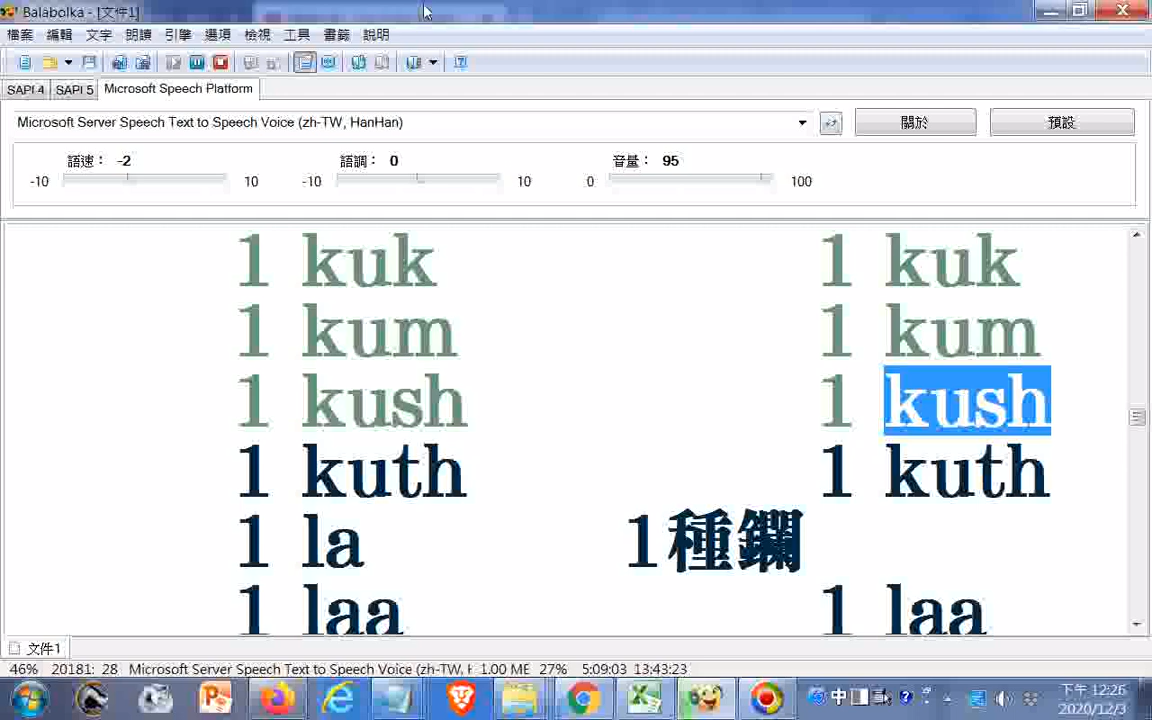 Balabolka - [文件1]
檔案 編輯 文字 朗讀 引擎 選項 檢視 工具 書籤 說明
SAPI 4 SAPI 5 Microsoft Speech Platform
Microsoft Server Speech Text to Speech Voice (zh-TW, HanHan) 關於 預設
語速： -2 語調： 0 音量： 95
-10 10 -10 10 0 100
1 kuk 1 kuk
1 kum 1 kum
1 kush 1 kush
1 kuth 1 kuth
1 la 1種鑭
1 laa 1 laa
文件1
46% 20181: 28 Microsoft Server Speech Text to Speech Voice (zh-TW, H 1.00 ME 27% 5:09:03 13:43:23
中 下午 12:26
2020/12/3